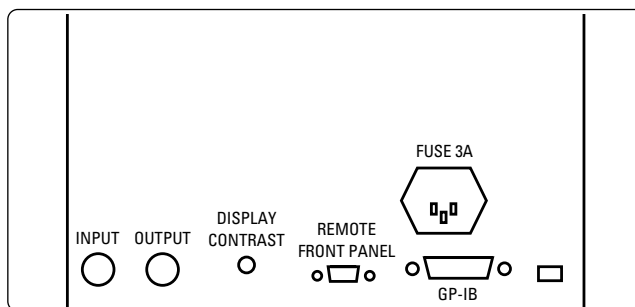 FUSE 3A
INPUT
OUTPUT
DISPLAY
CONTRAST
REMOTE
FRONT PANEL
GP-IB